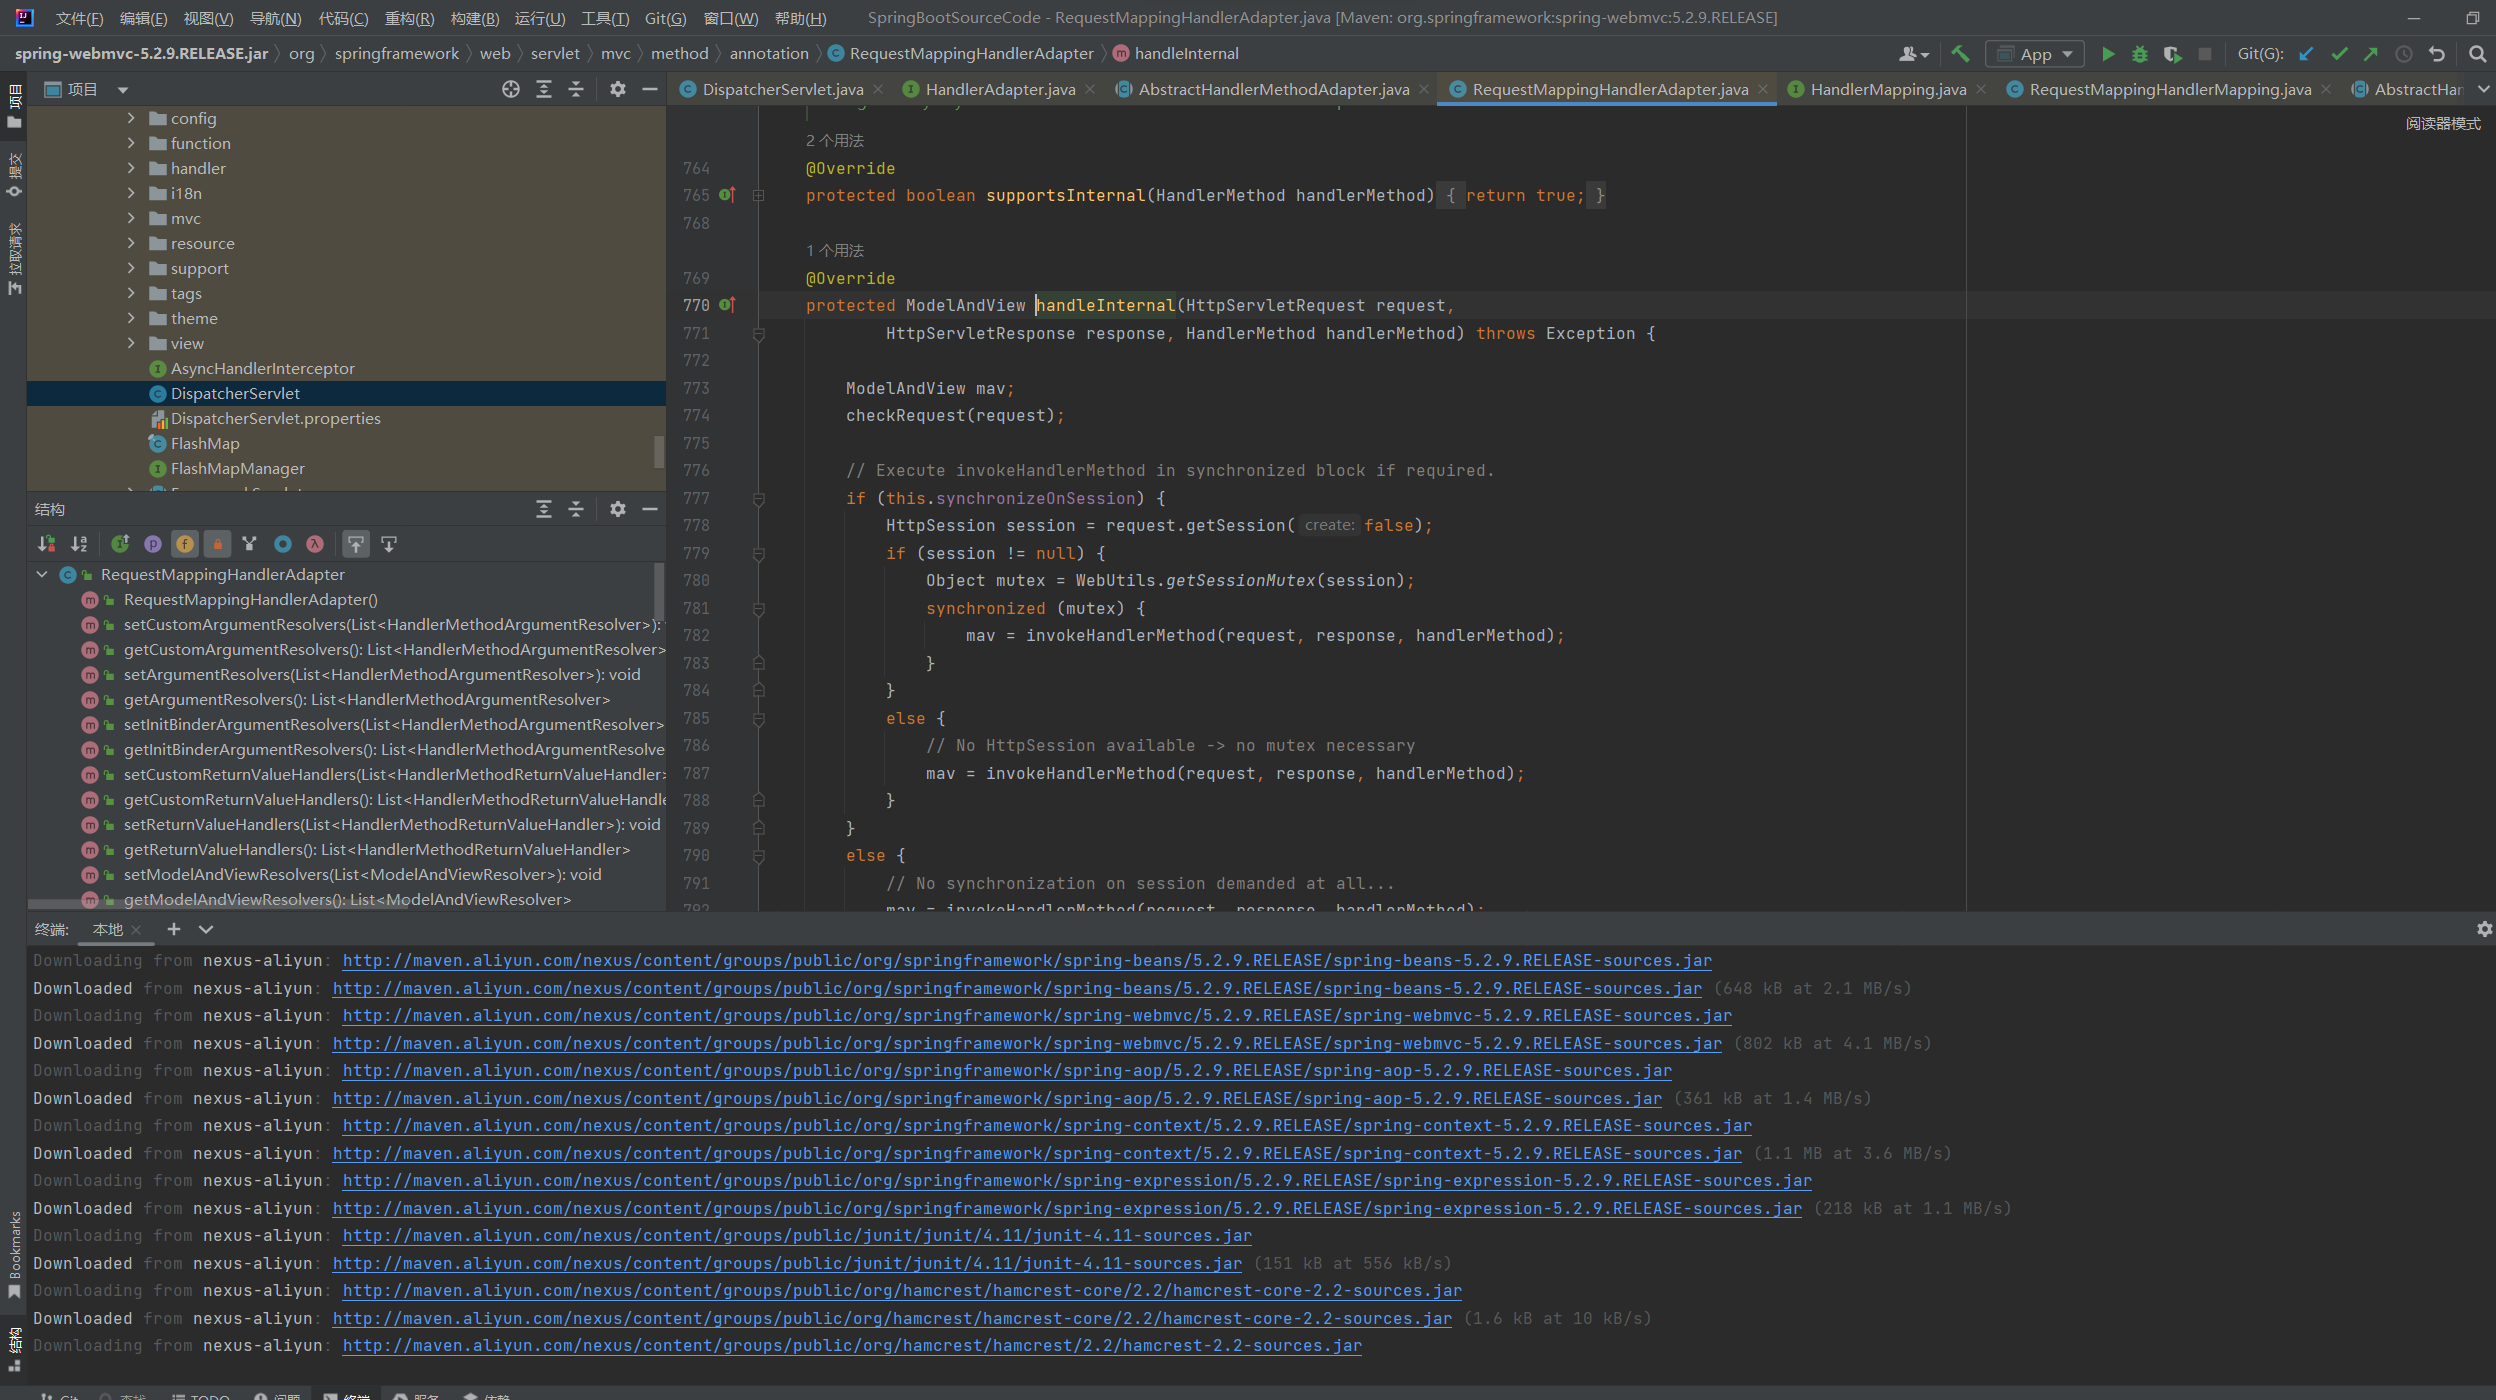 文件(F) 编辑(E) 视图(V) 导航(N) 代码(C) 重构(R) 构建(B) 运行(U) 工具(T) Git(G) 窗口(W) 帮助(H) SpringBootSourceCode - RequestMappingHandlerAdapter.java [Maven: org.springframework:spring-webmvc:5.2.9.RELEASE]
spring-webmvc-5.2.9.RELEASE.jar org springframework web servlet mvc method annotation RequestMappingHandlerAdapter handleInternal App Git(G):
项目
提交
拉取请求
Bookmarks
结构
项目
config
function
handler
i18n
mvc
resource
support
tags
theme
view
AsyncHandlerInterceptor
DispatcherServlet
DispatcherServlet.properties
FlashMap
FlashMapManager
结构
RequestMappingHandlerAdapter
RequestMappingHandlerAdapter()
setCustomArgumentResolvers(List<HandlerMethodArgumentResolver>):
getCustomArgumentResolvers(): List<HandlerMethodArgumentResolver>
setArgumentResolvers(List<HandlerMethodArgumentResolver>): void
getArgumentResolvers(): List<HandlerMethodArgumentResolver>
setInitBinderArgumentResolvers(List<HandlerMethodArgumentResolver>
getInitBinderArgumentResolvers(): List<HandlerMethodArgumentResolve
setCustomReturnValueHandlers(List<HandlerMethodReturnValueHandler>
getCustomReturnValueHandlers(): List<HandlerMethodReturnValueHandle
setReturnValueHandlers(List<HandlerMethodReturnValueHandler>): void
getReturnValueHandlers(): List<HandlerMethodReturnValueHandler>
setModelAndViewResolvers(List<ModelAndViewResolver>): void
getModelAndViewResolvers(): List<ModelAndViewResolver>
DispatcherServlet.java HandlerAdapter.java AbstractHandlerMethodAdapter.java RequestMappingHandlerAdapter.java HandlerMapping.java RequestMappingHandlerMapping.java AbstractHan
阅读器模式
2 个用法
764 @Override
765 protected boolean supportsInternal(HandlerMethod handlerMethod) { return true; }
768
1 个用法
769 @Override
770 protected ModelAndView handleInternal(HttpServletRequest request,
771 HttpServletResponse response, HandlerMethod handlerMethod) throws Exception {
772
773 ModelAndView mav;
774 checkRequest(request);
775
776 // Execute invokeHandlerMethod in synchronized block if required.
777 if (this.synchronizeOnSession) {
778 HttpSession session = request.getSession( create: false);
779 if (session != null) {
780 Object mutex = WebUtils.getSessionMutex(session);
781 synchronized (mutex) {
782 mav = invokeHandlerMethod(request, response, handlerMethod);
783 }
784 }
785 else {
786 // No HttpSession available -> no mutex necessary
787 mav = invokeHandlerMethod(request, response, handlerMethod);
788 }
789 }
790 else {
791 // No synchronization on session demanded at all...
792 mav = invokeHandlerMethod(request, response, handlerMethod);
终端: 本地
Downloading from nexus-aliyun: http://maven.aliyun.com/nexus/content/groups/public/org/springframework/spring-beans/5.2.9.RELEASE/spring-beans-5.2.9.RELEASE-sources.jar
Downloaded from nexus-aliyun: http://maven.aliyun.com/nexus/content/groups/public/org/springframework/spring-beans/5.2.9.RELEASE/spring-beans-5.2.9.RELEASE-sources.jar (648 kB at 2.1 MB/s)
Downloading from nexus-aliyun: http://maven.aliyun.com/nexus/content/groups/public/org/springframework/spring-webmvc/5.2.9.RELEASE/spring-webmvc-5.2.9.RELEASE-sources.jar
Downloaded from nexus-aliyun: http://maven.aliyun.com/nexus/content/groups/public/org/springframework/spring-webmvc/5.2.9.RELEASE/spring-webmvc-5.2.9.RELEASE-sources.jar (802 kB at 4.1 MB/s)
Downloading from nexus-aliyun: http://maven.aliyun.com/nexus/content/groups/public/org/springframework/spring-aop/5.2.9.RELEASE/spring-aop-5.2.9.RELEASE-sources.jar
Downloaded from nexus-aliyun: http://maven.aliyun.com/nexus/content/groups/public/org/springframework/spring-aop/5.2.9.RELEASE/spring-aop-5.2.9.RELEASE-sources.jar (361 kB at 1.4 MB/s)
Downloading from nexus-aliyun: http://maven.aliyun.com/nexus/content/groups/public/org/springframework/spring-context/5.2.9.RELEASE/spring-context-5.2.9.RELEASE-sources.jar
Downloaded from nexus-aliyun: http://maven.aliyun.com/nexus/content/groups/public/org/springframework/spring-context/5.2.9.RELEASE/spring-context-5.2.9.RELEASE-sources.jar (1.1 MB at 3.6 MB/s)
Downloading from nexus-aliyun: http://maven.aliyun.com/nexus/content/groups/public/org/springframework/spring-expression/5.2.9.RELEASE/spring-expression-5.2.9.RELEASE-sources.jar
Downloaded from nexus-aliyun: http://maven.aliyun.com/nexus/content/groups/public/org/springframework/spring-expression/5.2.9.RELEASE/spring-expression-5.2.9.RELEASE-sources.jar (218 kB at 1.1 MB/s)
Downloading from nexus-aliyun: http://maven.aliyun.com/nexus/content/groups/public/junit/junit/4.11/junit-4.11-sources.jar
Downloaded from nexus-aliyun: http://maven.aliyun.com/nexus/content/groups/public/junit/junit/4.11/junit-4.11-sources.jar (151 kB at 556 kB/s)
Downloading from nexus-aliyun: http://maven.aliyun.com/nexus/content/groups/public/org/hamcrest/hamcrest-core/2.2/hamcrest-core-2.2-sources.jar
Downloaded from nexus-aliyun: http://maven.aliyun.com/nexus/content/groups/public/org/hamcrest/hamcrest-core/2.2/hamcrest-core-2.2-sources.jar (1.6 kB at 10 kB/s)
Downloading from nexus-aliyun: http://maven.aliyun.com/nexus/content/groups/public/org/hamcrest/hamcrest/2.2/hamcrest-2.2-sources.jar
Git 查找 TODO 问题 终端 服务 依赖